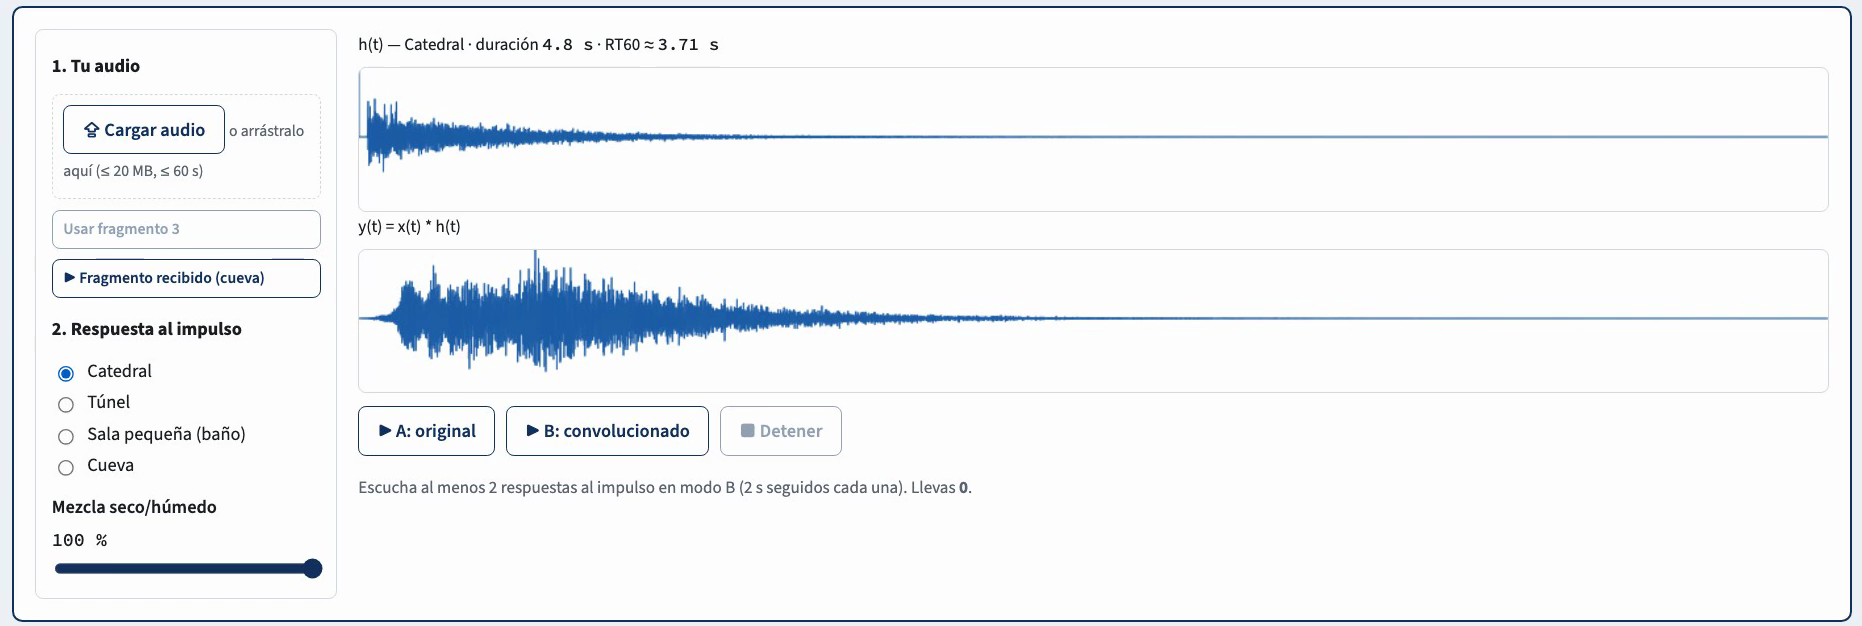 1. Tu audio
Cargar audio o arrástralo
aquí (≤ 20 MB, ≤ 60 s)
Usar fragmento 3
Fragmento recibido (cueva)
2. Respuesta al impulso
Catedral
Túnel
Sala pequeña (baño)
Cueva
Mezcla seco/húmedo
100 %
h(t) — Catedral · duración 4.8 s · RT60 ≈ 3.71 s
y(t) = x(t) * h(t)
A: original B: convolucionado Detener
Escucha al menos 2 respuestas al impulso en modo B (2 s seguidos cada una). Llevas 0.